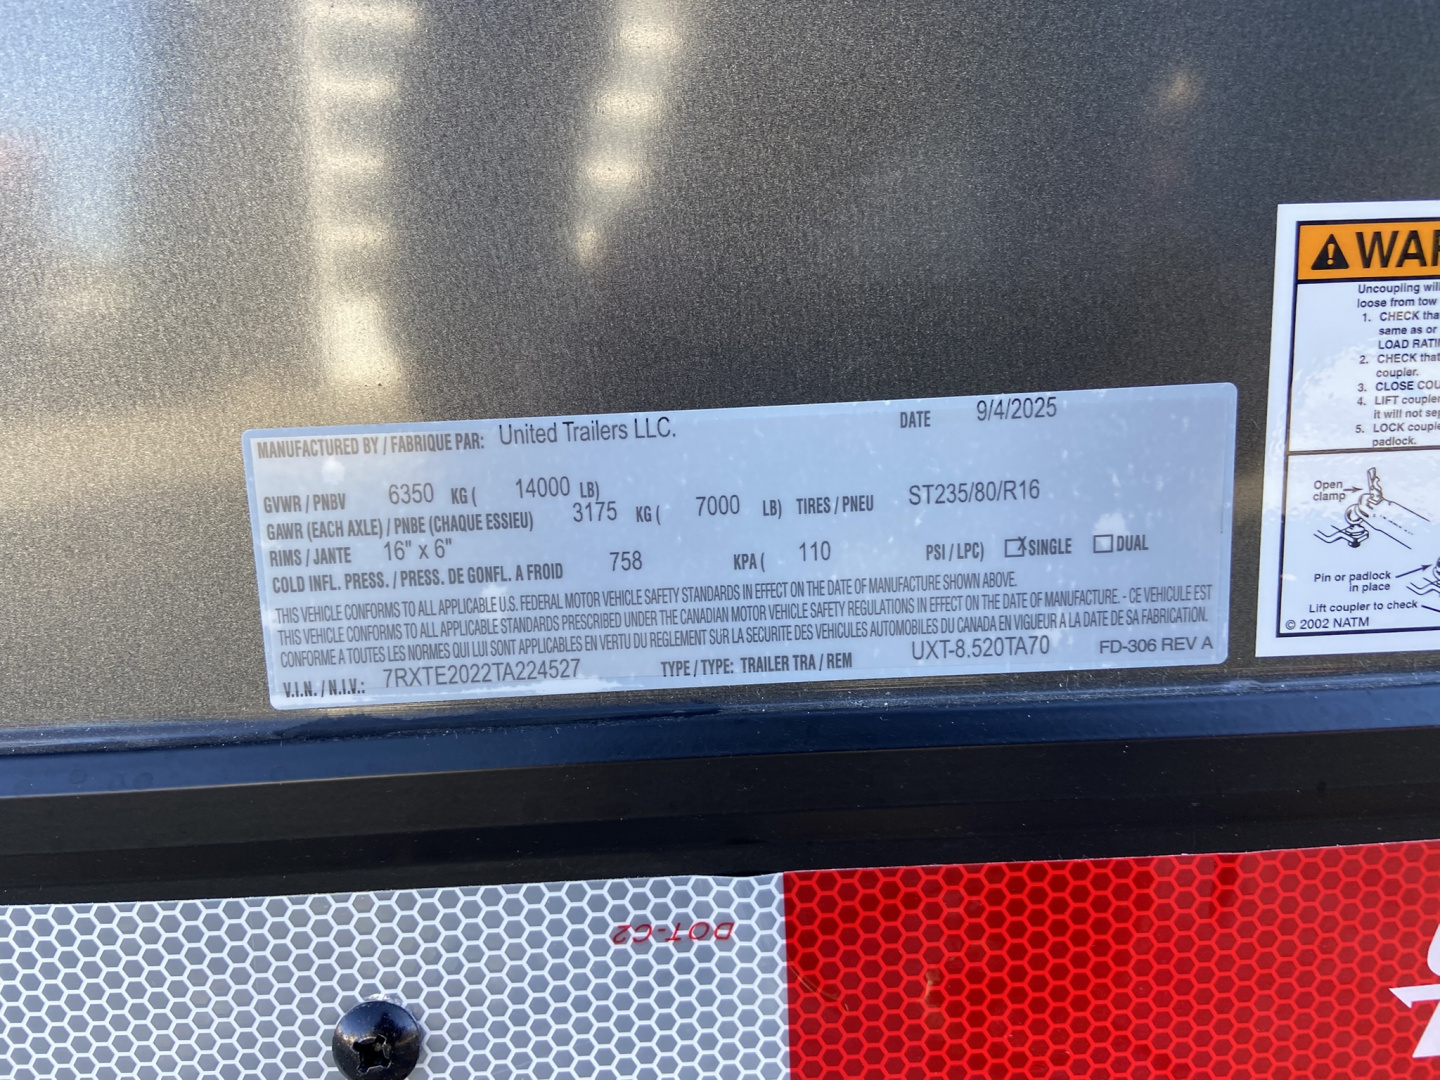 MANUFACTURED BY / FABRIQUE PAR: United Trailers LLC. DATE 9/4/2025
GVWR / PNBV 6350 KG ( 14000 LB)
GAWR (EACH AXLE) / PNBE (CHAQUE ESSIEU) 3175 KG ( 7000 LB) TIRES / PNEU ST235/80/R16
RIMS / JANTE 16" x 6"
COLD INFL. PRESS. / PRESS. DE GONFL. A FROID 758 KPA ( 110 PSI / LPC) SINGLE DUAL
THIS VEHICLE CONFORMS TO ALL APPLICABLE U.S. FEDERAL MOTOR VEHICLE SAFETY STANDARDS IN EFFECT ON THE DATE OF MANUFACTURE SHOWN ABOVE.
THIS VEHICLE CONFORMS TO ALL APPLICABLE STANDARDS PRESCRIBED UNDER THE CANADIAN MOTOR VEHICLE SAFETY REGULATIONS IN EFFECT ON THE DATE OF MANUFACTURE. - CE VEHICULE EST
CONFORME A TOUTES LES NORMES QUI LUI SONT APPLICABLES EN VERTU DU REGLEMENT SUR LA SECURITE DES VEHICULES AUTOMOBILES DU CANADA EN VIGUEUR A LA DATE DE SA FABRICATION.
V.I.N. / N.I.V.: 7RXTE2022TA224527 TYPE / TYPE: TRAILER TRA / REM UXT-8.520TA70 FD-306 REV A
WAR
Uncoupling will
loose from tow
1. CHECK tha
same as or
LOAD RATI
2. CHECK that
coupler.
3. CLOSE COU
4. LIFT coupler
it will not se
5. LOCK couple
padlock.
Open
clamp
Pin or padlock
in place
Lift coupler to check
© 2002 NATM
DOT-C2